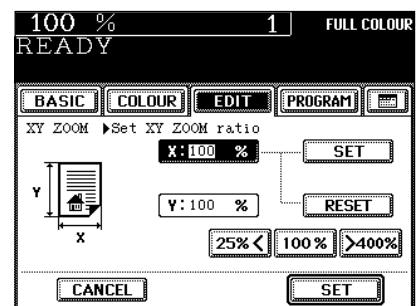 100 % 1 FULL COLOUR
READY
BASIC COLOUR EDIT PROGRAM
XY ZOOM ▶Set XY ZOOM ratio
X:100 % SET
Y
Y:100 % RESET
X
25%< 100% >400%
CANCEL SET